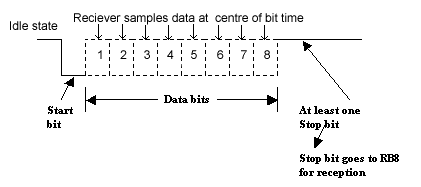 Reciever samples data at centre of bit time
Idle state
1 2 3 4 5 6 7 8
Start
bit
Data bits
At least one
Stop bit
Stop bit goes to RB8
for reception